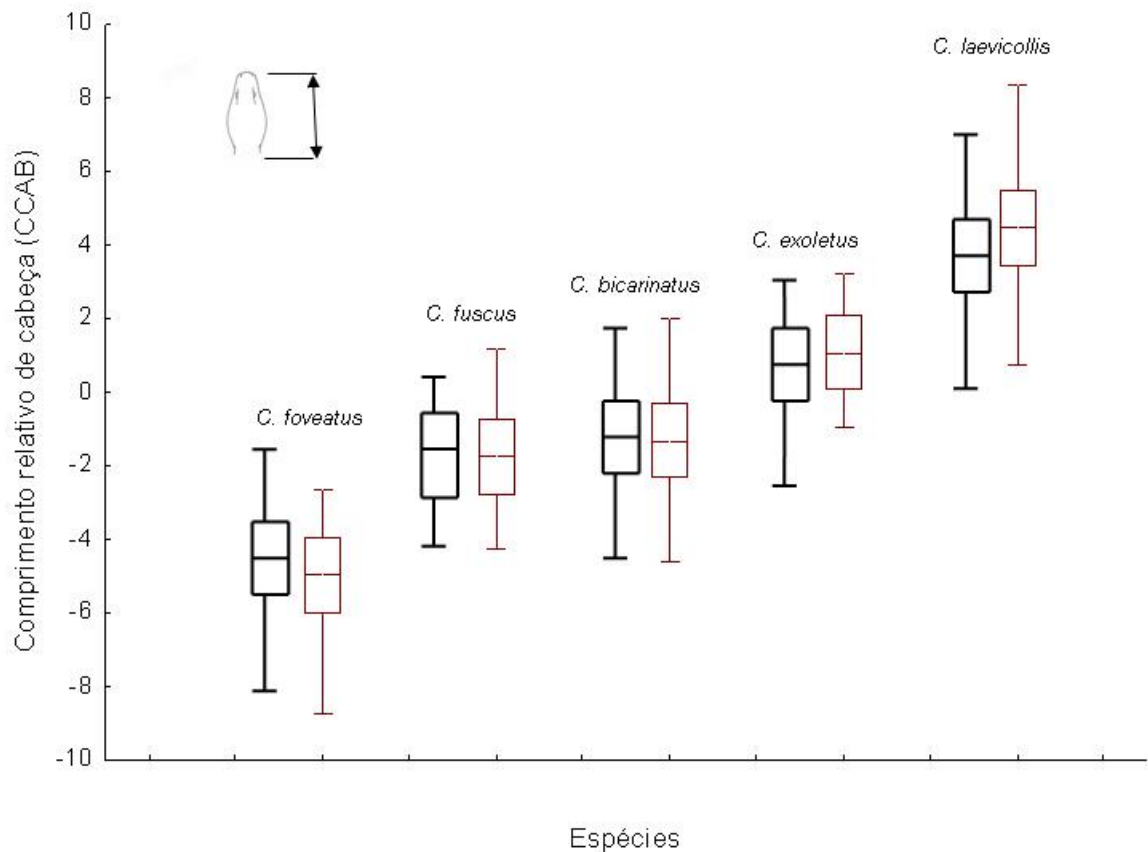 Comprimento relativo de cabeça (CCAB)
10
8
6
4
2
0
-2
-4
-6
-8
-10
C. foveatus
C. fuscus
C. bicarinatus
C. exoletus
C. laevicollis
Espécies